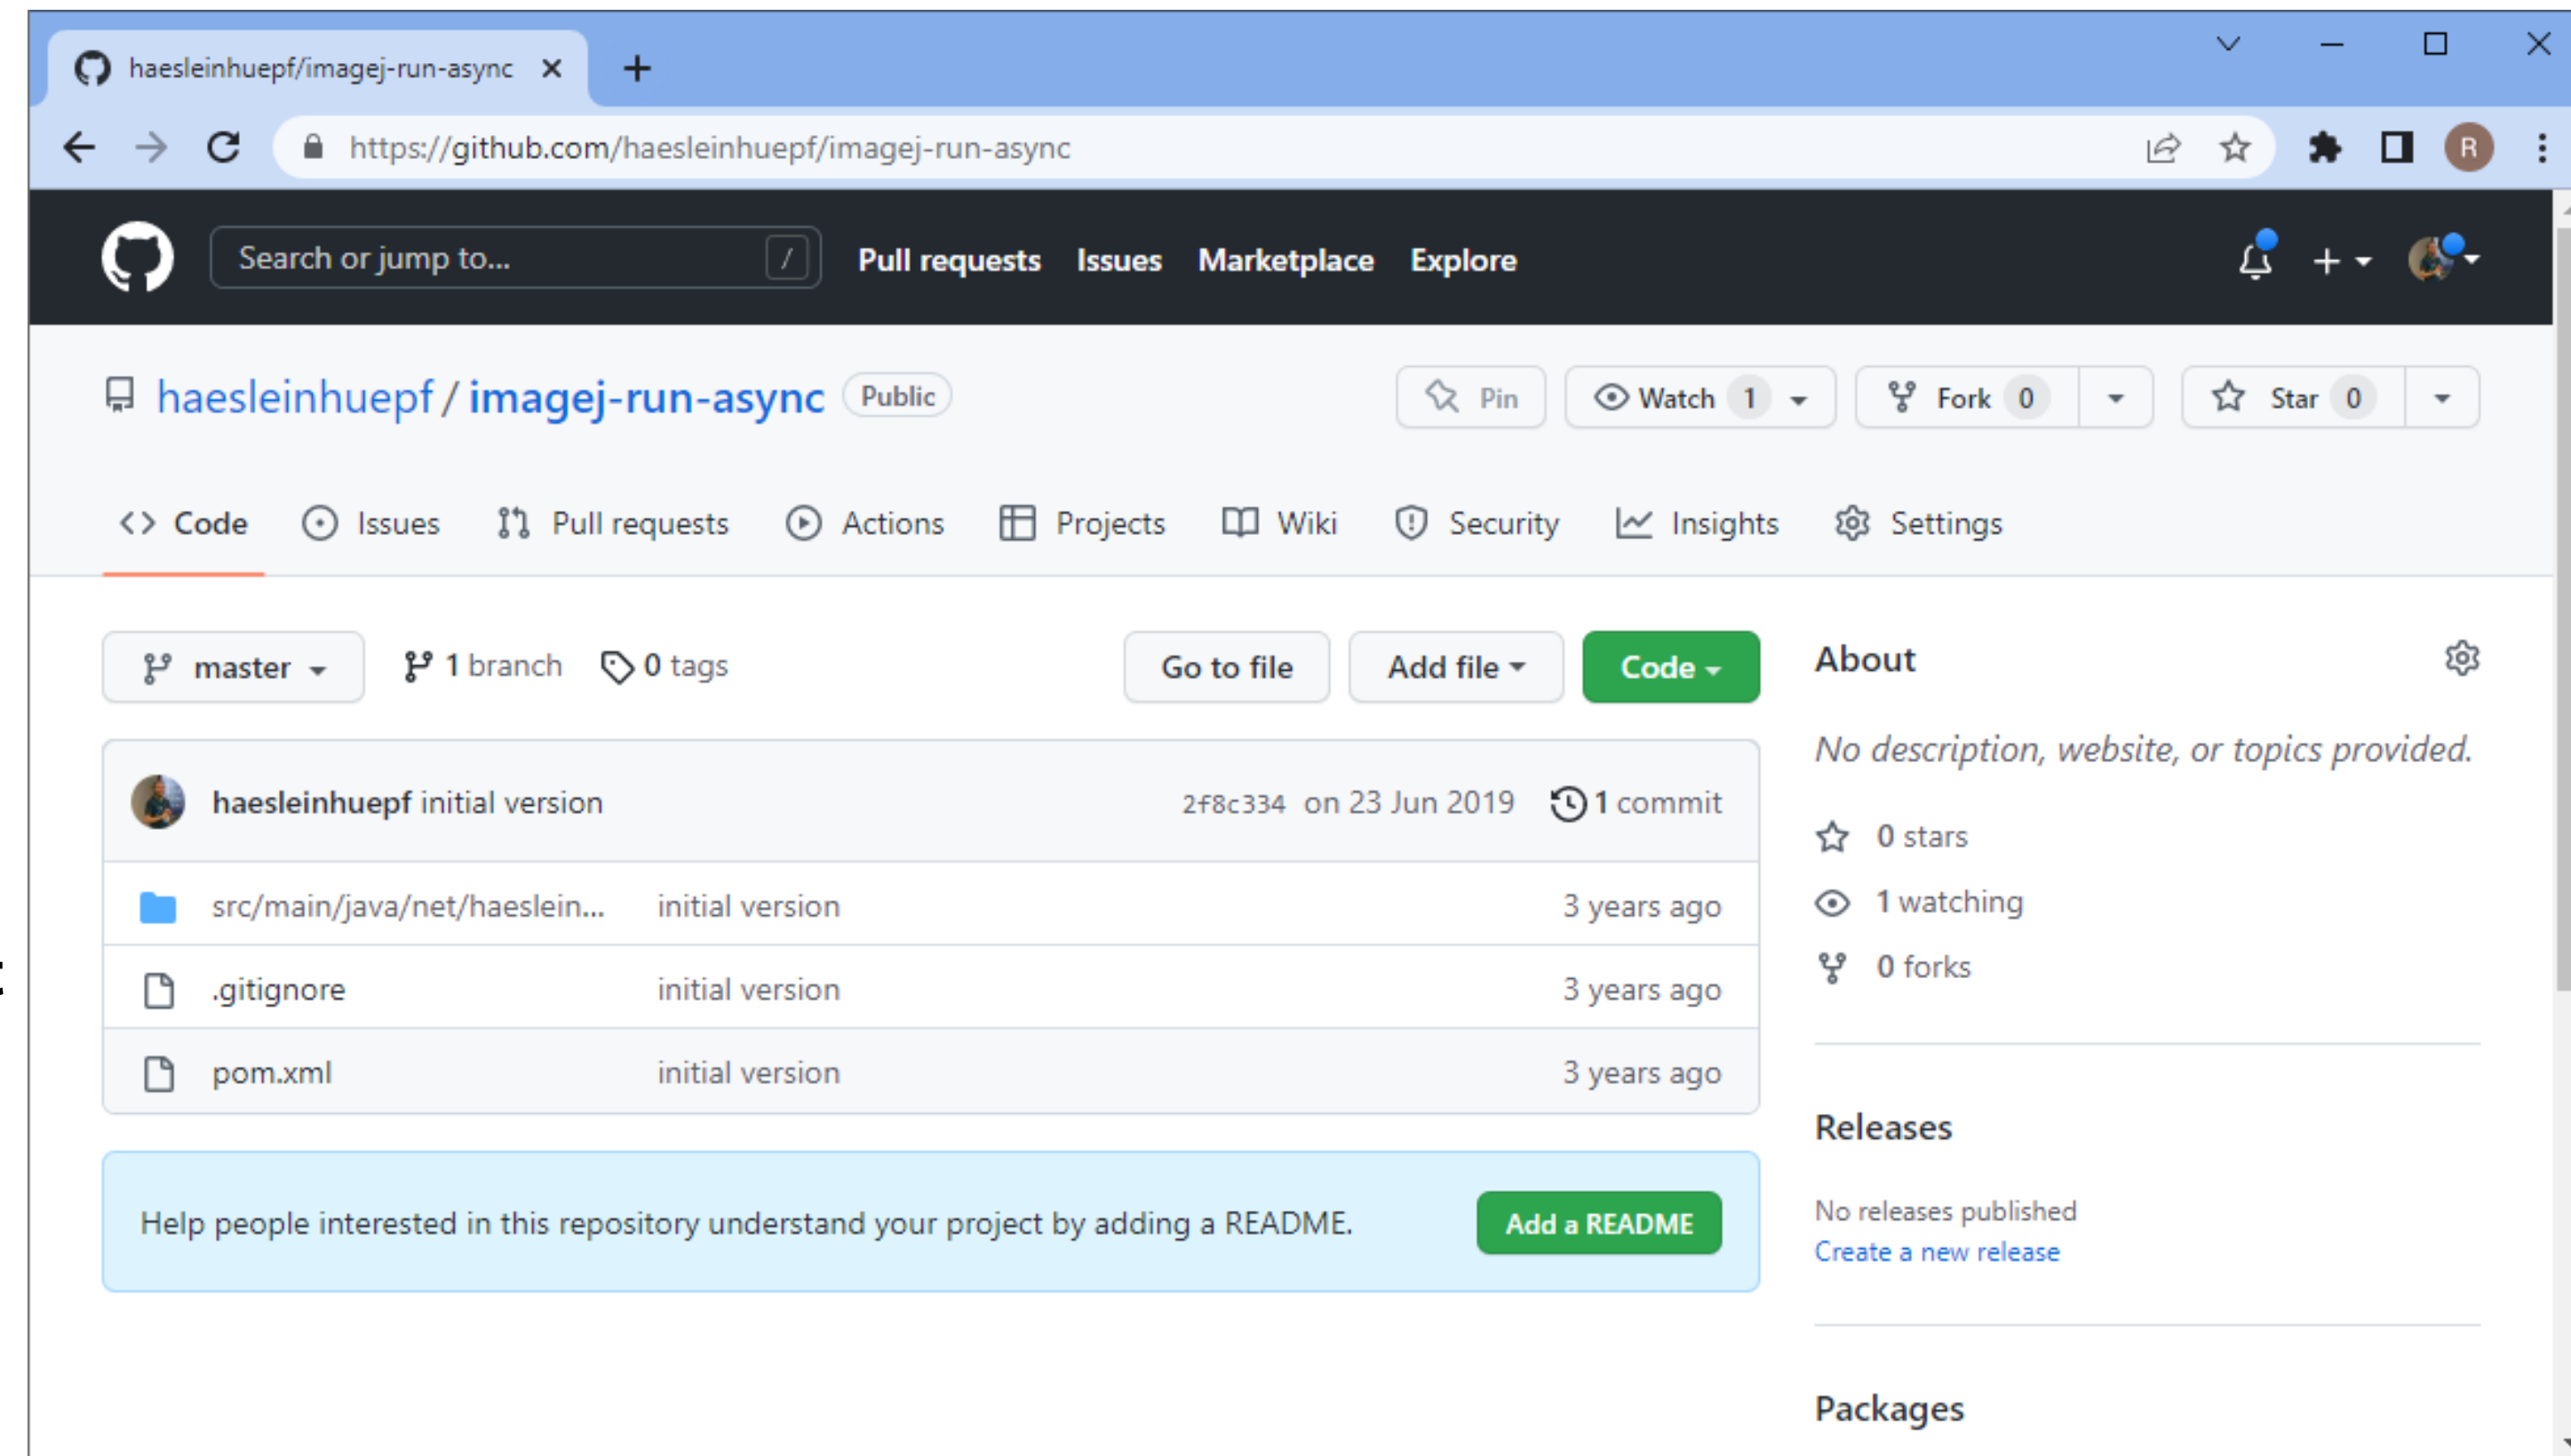 haesleinhuepf/imagej-run-async
https://github.com/haesleinhuepf/imagej-run-async
R
Search or jump to... /
Pull requests Issues Marketplace Explore
haesleinhuepf / imagej-run-async Public
Pin Watch 1 Fork 0 Star 0
Code Issues Pull requests Actions Projects Wiki Security Insights Settings
master 1 branch 0 tags Go to file Add file Code
haesleinhuepf initial version 2f8c334 on 23 Jun 2019 1 commit
src/main/java/net/haeslein... initial version 3 years ago
.gitignore initial version 3 years ago
pom.xml initial version 3 years ago
Help people interested in this repository understand your project by adding a README. Add a README
About
No description, website, or topics provided.
0 stars
1 watching
0 forks
Releases
No releases published
Create a new release
Packages